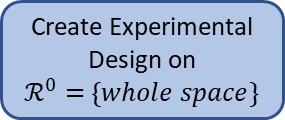 Create Experimental
Design on
ℛ⁰ = {whole space}